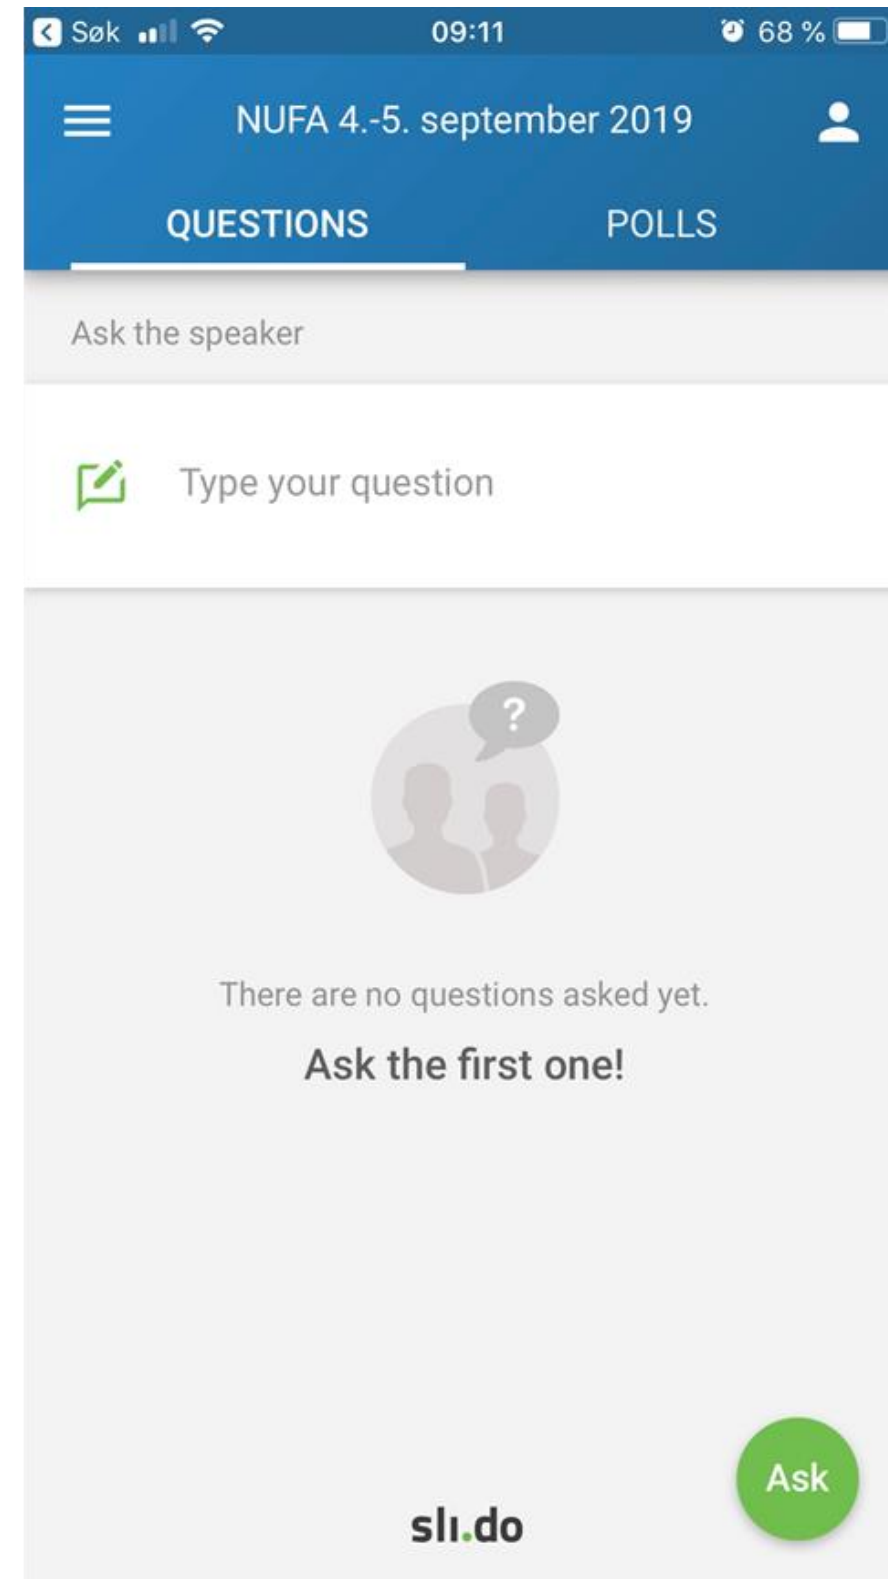 Søk 09:11 68 %
NUFA 4.-5. september 2019
QUESTIONS POLLS
Ask the speaker
Type your question
?
There are no questions asked yet.
Ask the first one!
Ask
slı.do